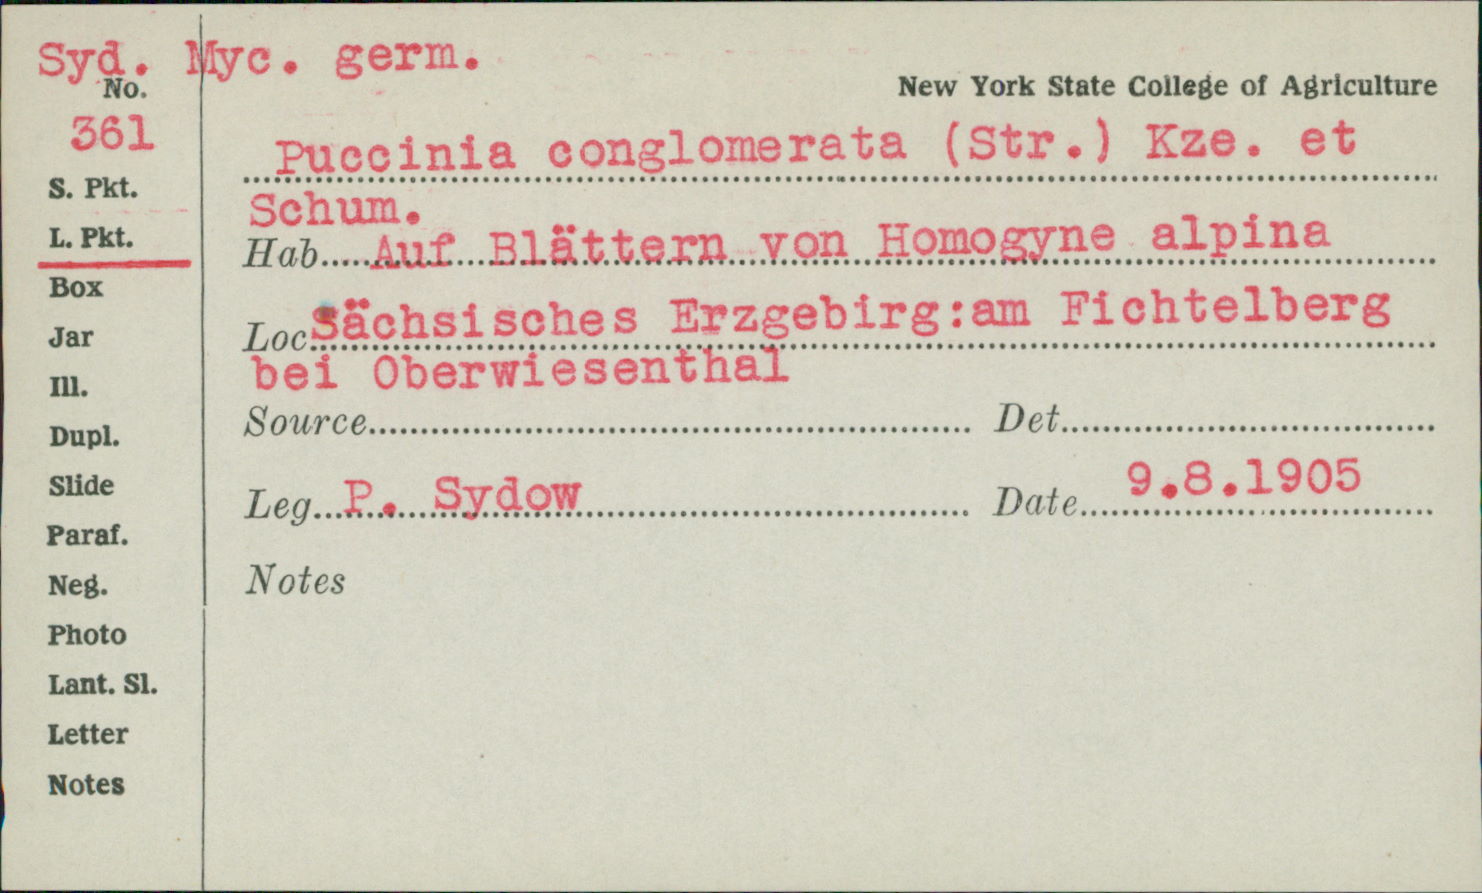 Syd. Myc. germ.
No.
New York State College of Agriculture
361
Puccinia conglomerata (Str.) Kze. et
Schum.
S. Pkt.
L. Pkt.
Hab. Auf Blättern von Homogyne alpina
Box
Loc Sächsisches Erzgebirg:am Fichtelberg
bei Oberwiesenthal
Jar
Ill.
Source
Det.
Dupl.
Slide
Leg. P. Sydow
Date 9.8.1905
Paraf.
Neg.
Notes
Photo
Lant. Sl.
Letter
Notes